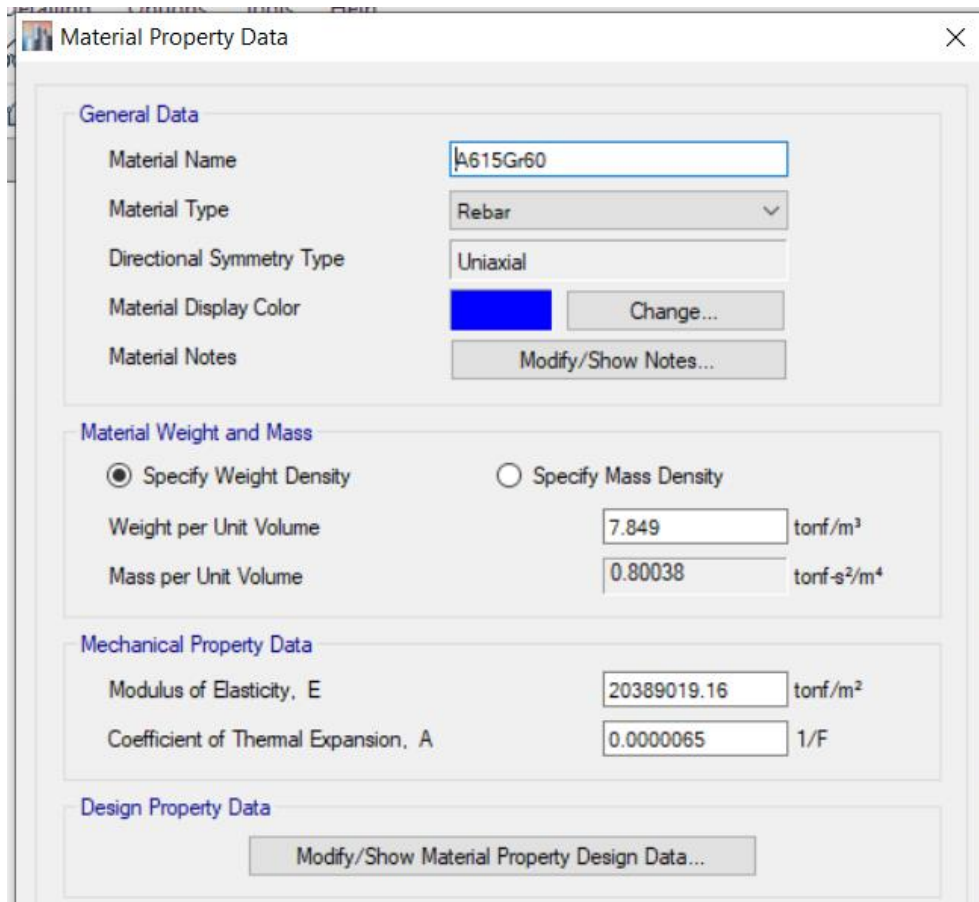 Detailing Options Tools Help
Material Property Data
General Data
Material Name A615Gr60
Material Type Rebar
Directional Symmetry Type Uniaxial
Material Display Color Change...
Material Notes Modify/Show Notes...
Material Weight and Mass
Specify Weight Density Specify Mass Density
Weight per Unit Volume 7.849 tonf/m³
Mass per Unit Volume 0.80038 tonf-s²/m⁴
Mechanical Property Data
Modulus of Elasticity, E 20389019.16 tonf/m²
Coefficient of Thermal Expansion, A 0.0000065 1/F
Design Property Data
Modify/Show Material Property Design Data...